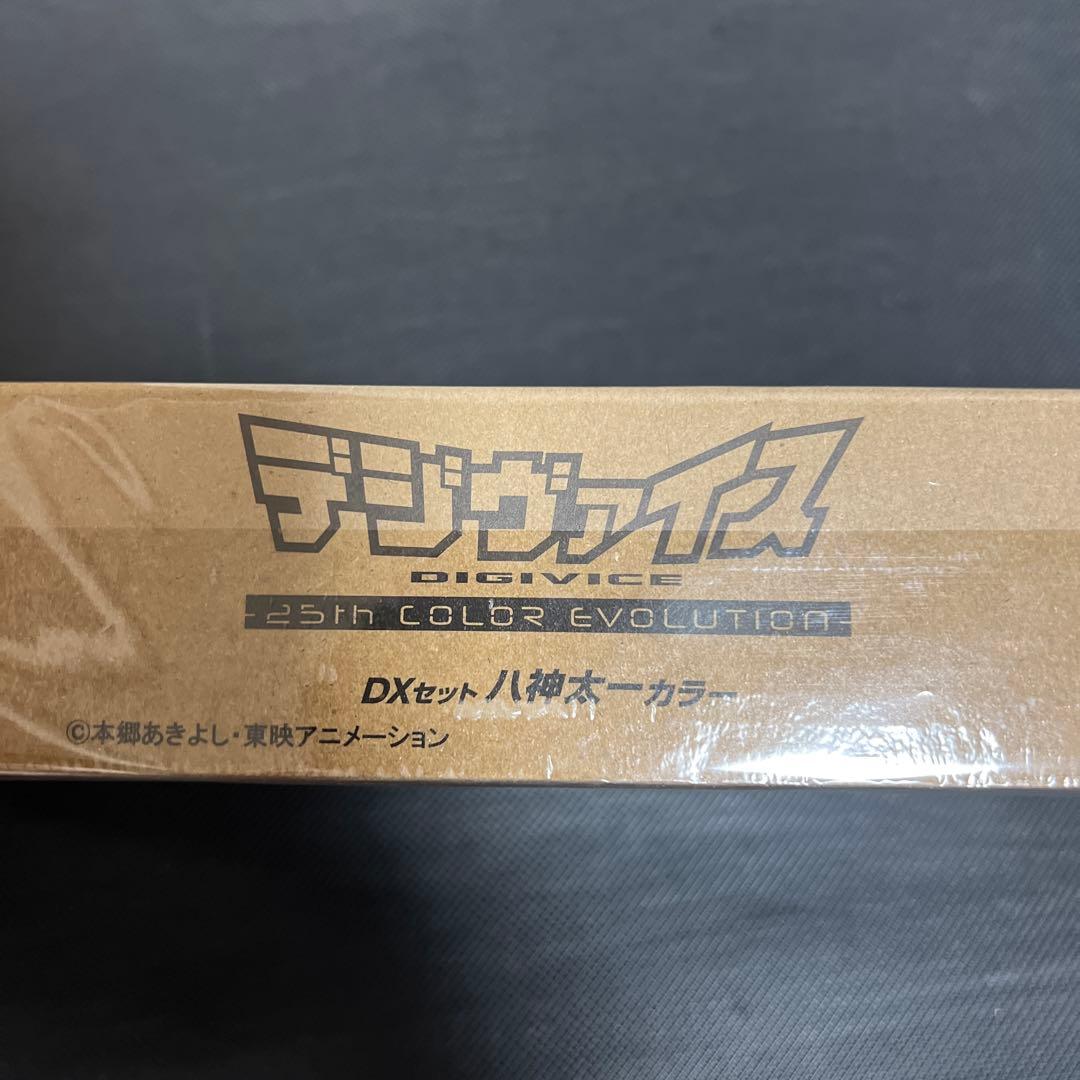 デジヴァイス
DIGIVICE
-25th COLOR EVOLUTION-
DXセット 八神太一カラー
©本郷あきよし・東映アニメーション